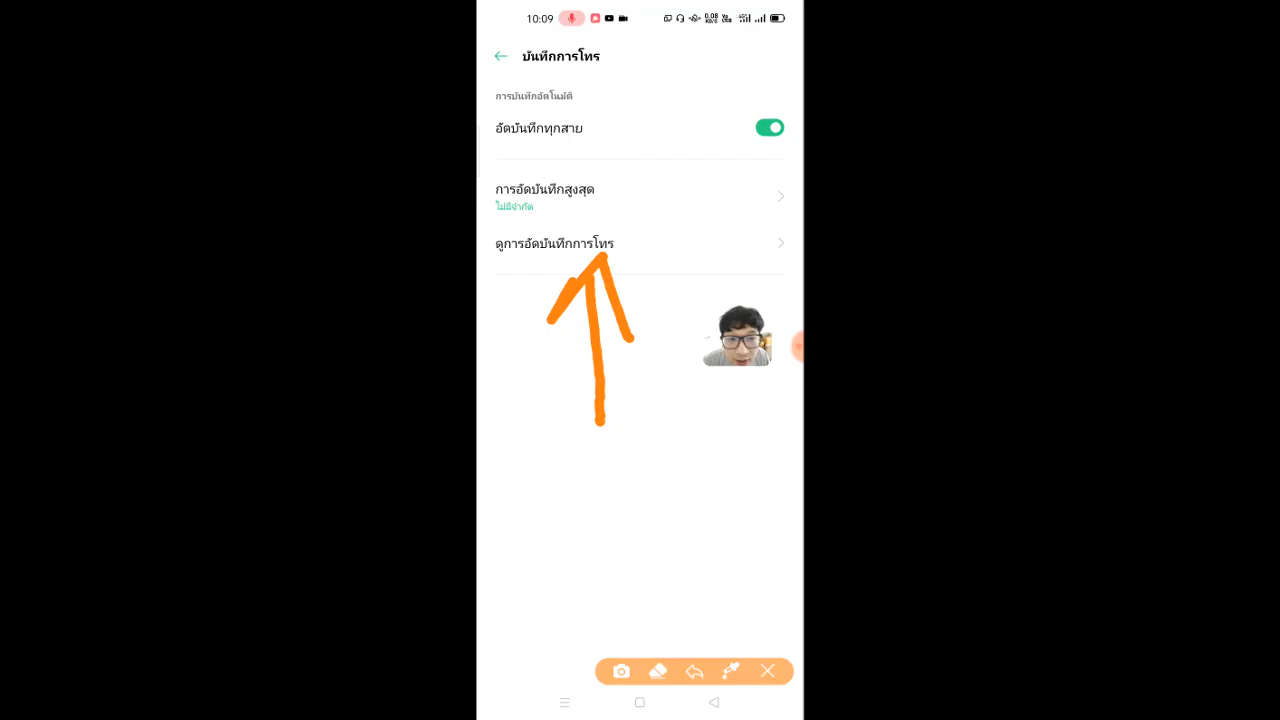 10:09
0.08
KB/S
บันทึกการโทร
การบันทึกอัตโนมัติ
อัดบันทึกทุกสาย
การอัดบันทึกสูงสุด
ไม่มีจำกัด
ดูการอัดบันทึกการโทร